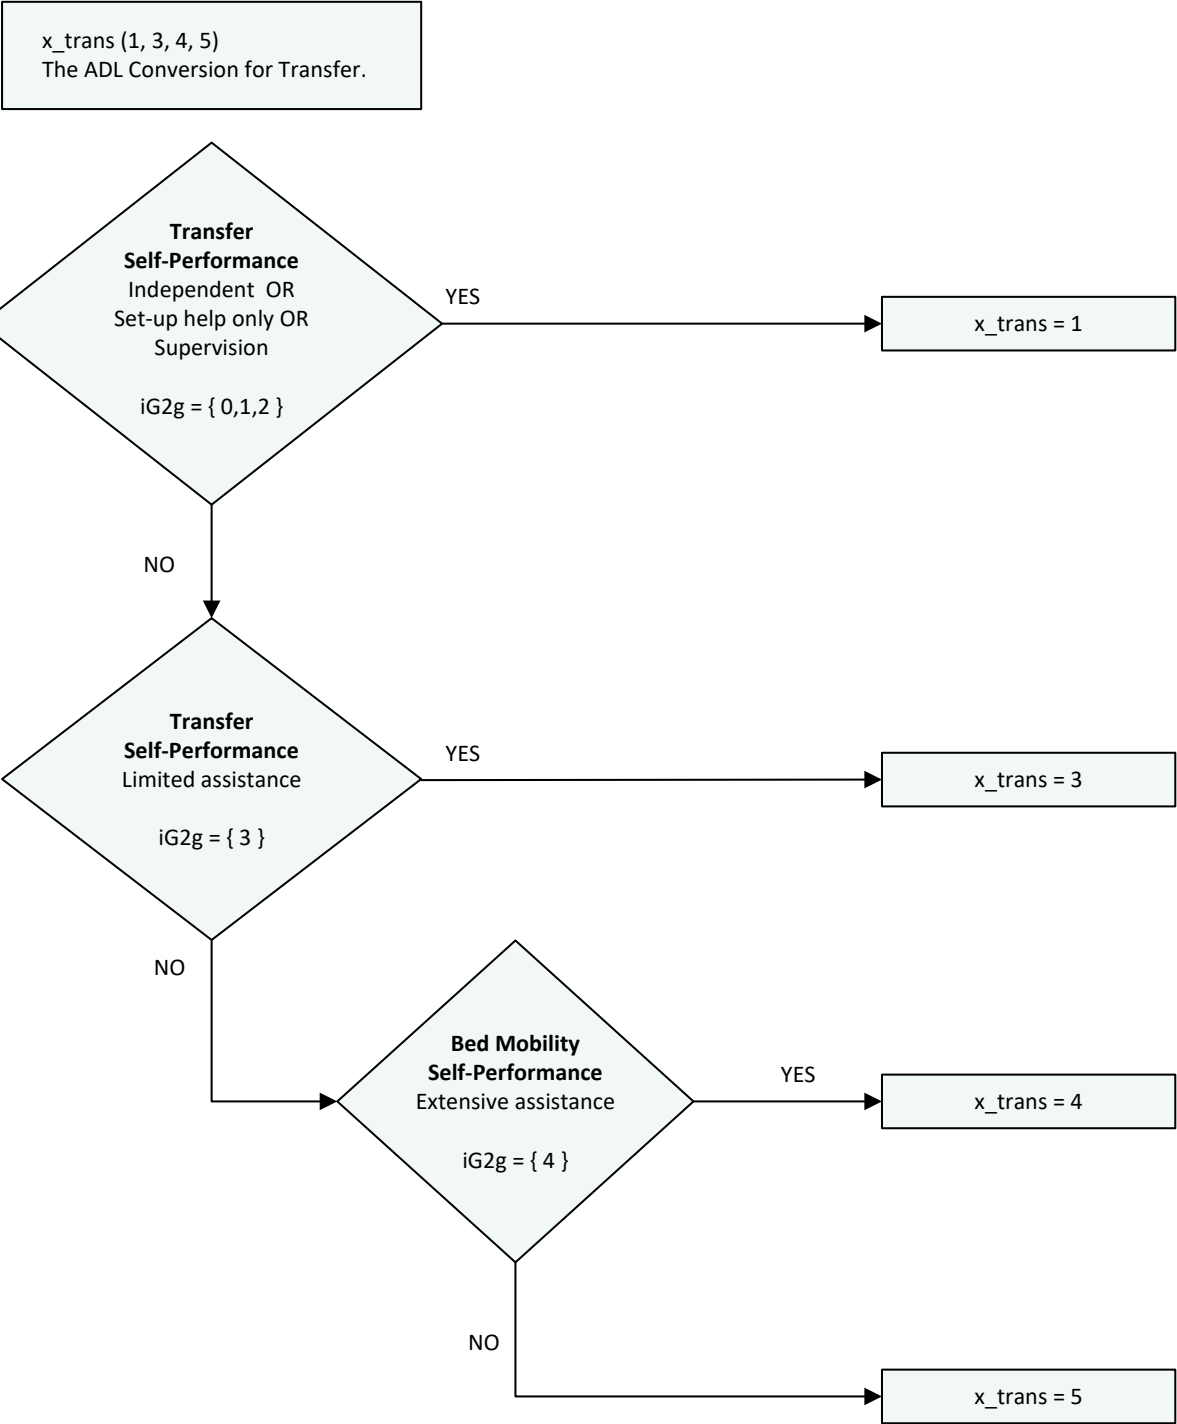 x_trans (1, 3, 4, 5)
The ADL Conversion for Transfer.
Transfer
Self-Performance
Independent  OR
Set-up help only OR
Supervision
iG2g = { 0,1,2 }
YES
x_trans = 1
NO
Transfer
Self-Performance
Limited assistance
iG2g = { 3 }
YES
x_trans = 3
NO
Bed Mobility
Self-Performance
Extensive assistance
iG2g = { 4 }
YES
x_trans = 4
NO
x_trans = 5